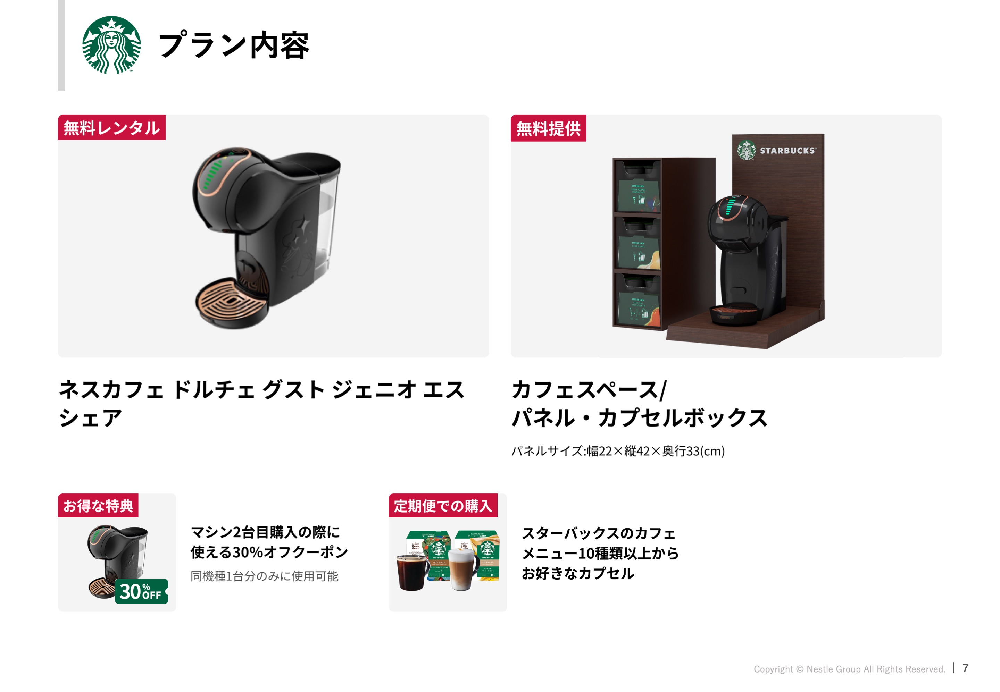 プラン内容
無料レンタル
ネスカフェ ドルチェ グスト ジェニオ エス
シェア
無料提供
STARBUCKS
カフェスペース/
パネル・カプセルボックス
パネルサイズ:幅22×縦42×奥行33(cm)
お得な特典
30%OFF
マシン2台目購入の際に
使える30%オフクーポン
同機種1台分のみに使用可能
定期便での購入
スターバックスのカフェ
メニュー10種類以上から
お好きなカプセル
Copyright © Nestle Group All Rights Reserved. | 7